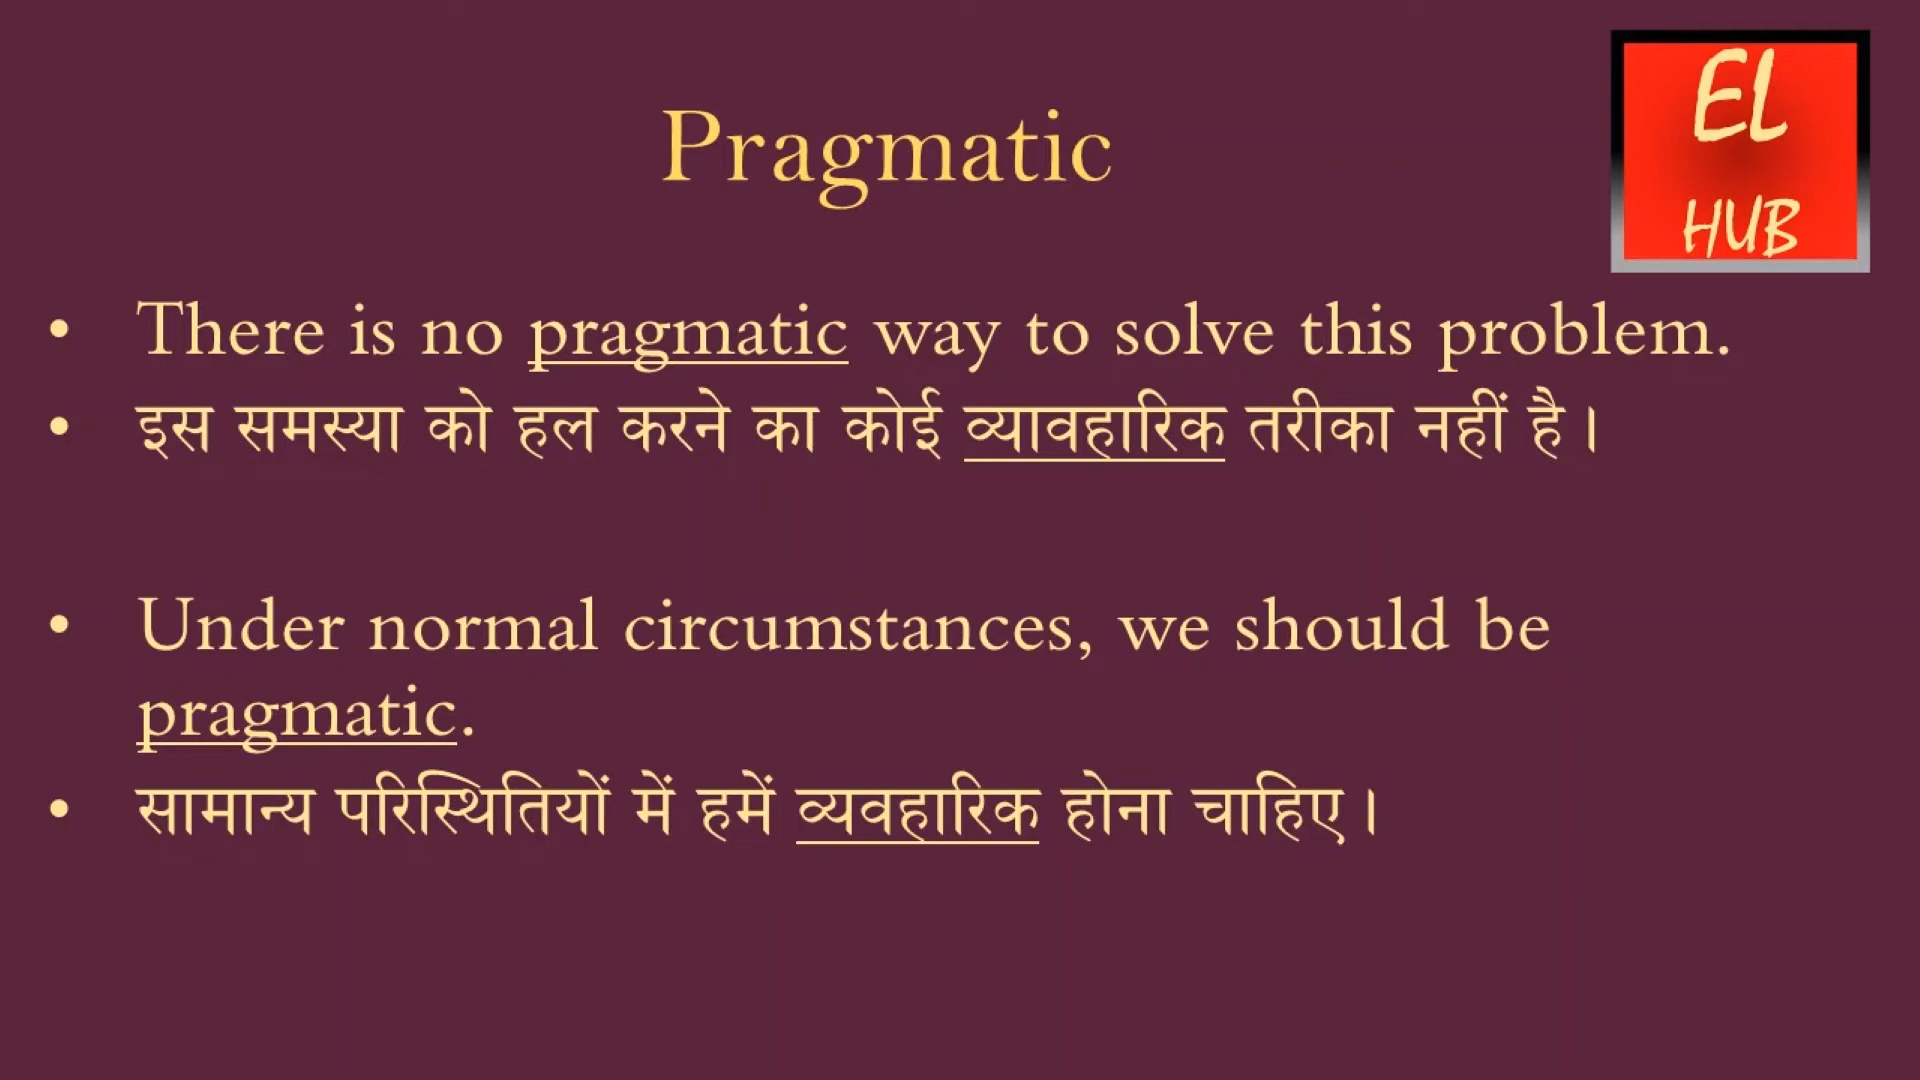 EL
HUB
Pragmatic
• There is no pragmatic way to solve this problem.
• इस समस्या को हल करने का कोई व्यावहारिक तरीका नहीं है।
• Under normal circumstances, we should be
pragmatic.
• सामान्य परिस्थितियों में हमें व्यवहारिक होना चाहिए।